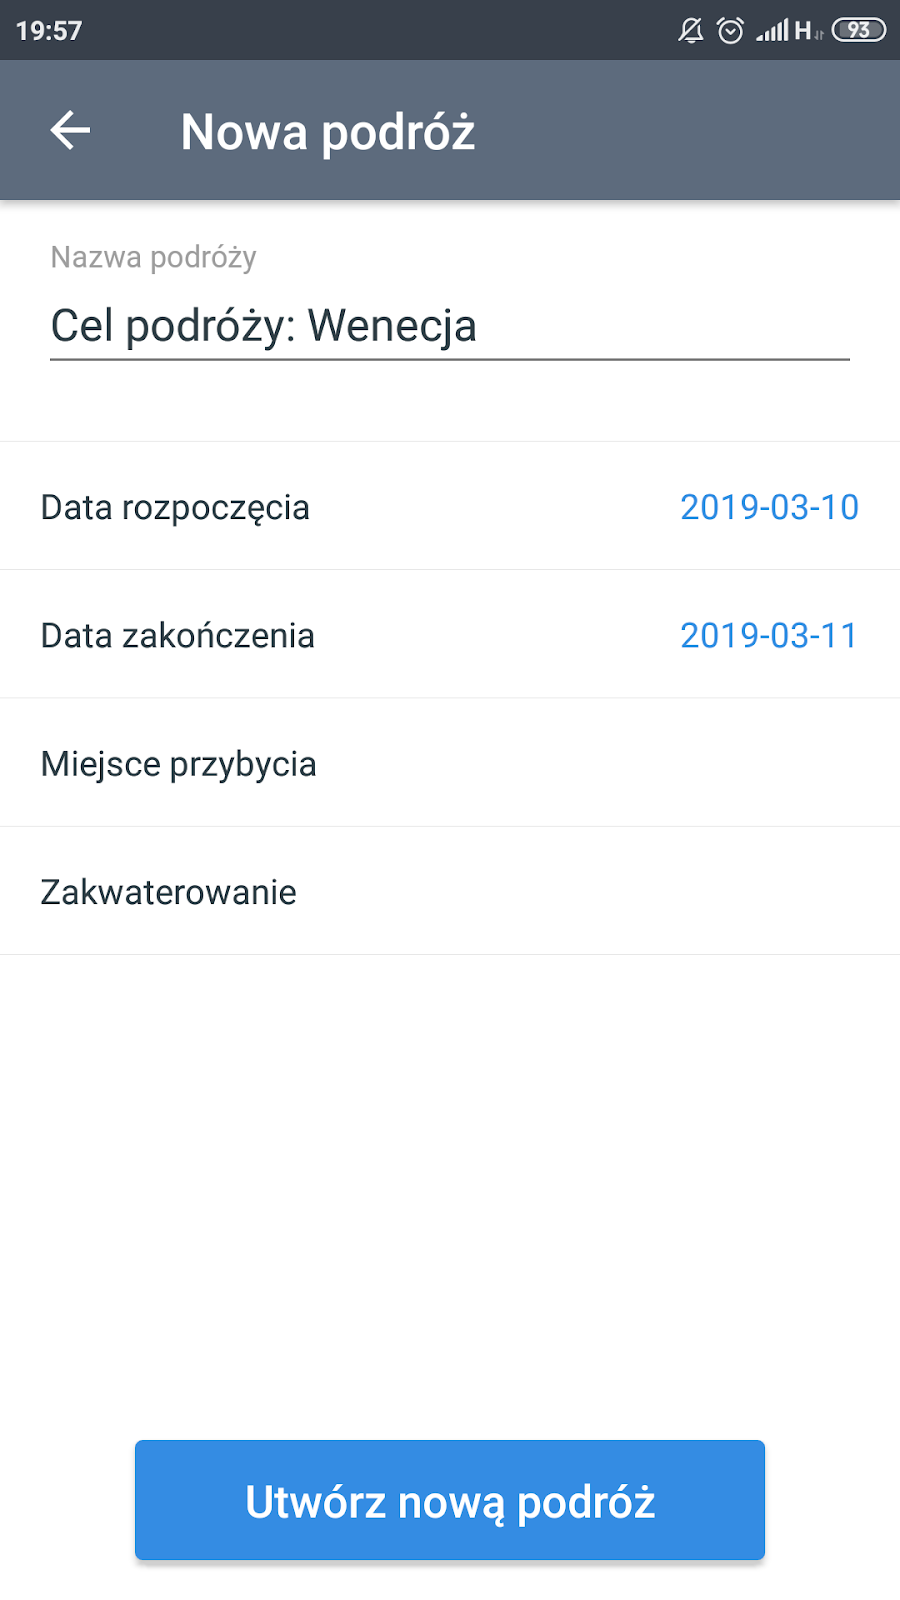 19:57 H 93
Nowa podróż
Nazwa podróży
Cel podróży: Wenecja
Data rozpoczęcia 2019-03-10
Data zakończenia 2019-03-11
Miejsce przybycia
Zakwaterowanie
Utwórz nową podróż